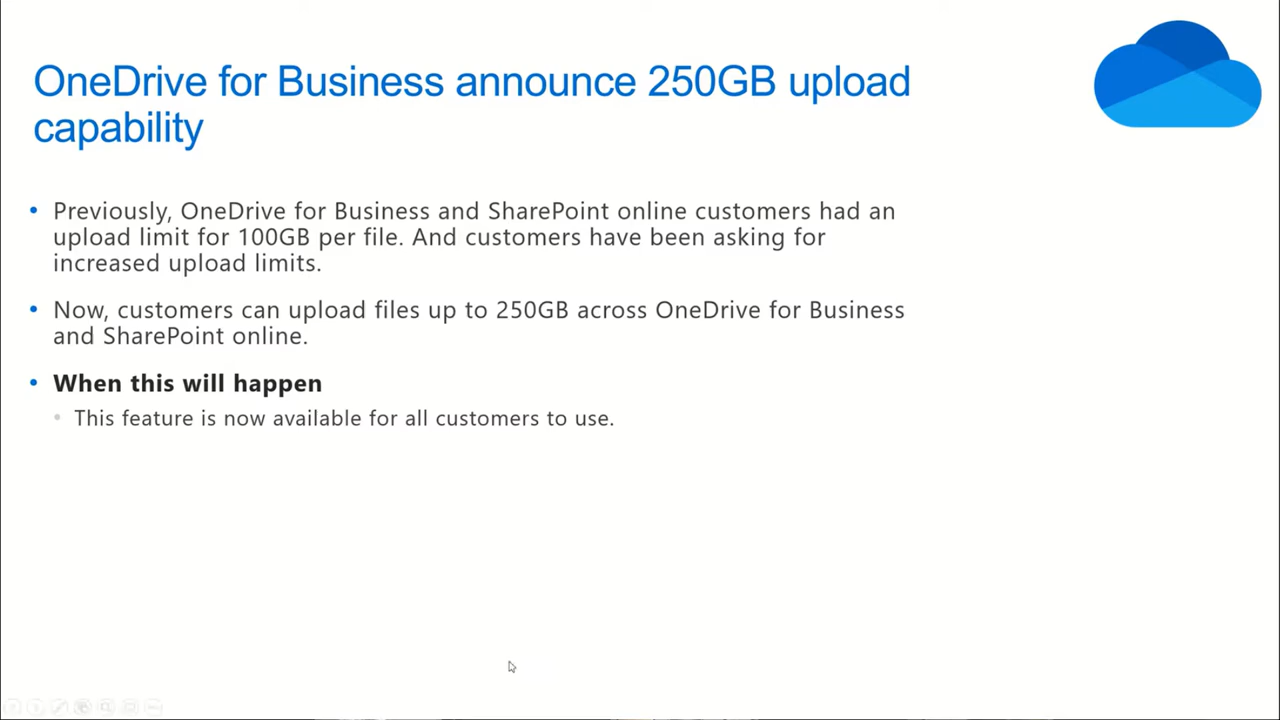 OneDrive for Business announce 250GB upload
capability
• Previously, OneDrive for Business and SharePoint online customers had an
upload limit for 100GB per file. And customers have been asking for
increased upload limits.
• Now, customers can upload files up to 250GB across OneDrive for Business
and SharePoint online.
• When this will happen
• This feature is now available for all customers to use.